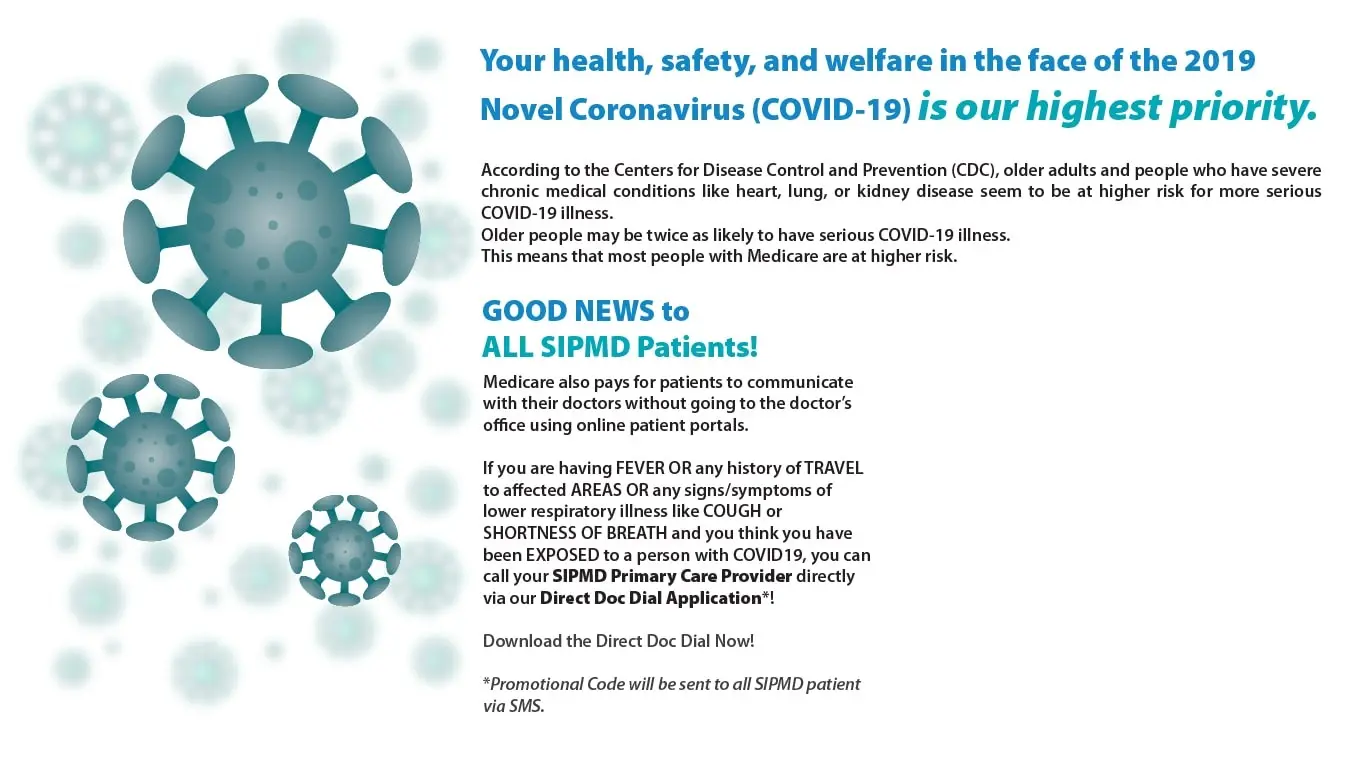 Your health, safety, and welfare in the face of the 2019
Novel Coronavirus (COVID-19) is our highest priority.
According to the Centers for Disease Control and Prevention (CDC), older adults and people who have severe
chronic medical conditions like heart, lung, or kidney disease seem to be at higher risk for more serious
COVID-19 illness.
Older people may be twice as likely to have serious COVID-19 illness.
This means that most people with Medicare are at higher risk.
GOOD NEWS to
ALL SIPMD Patients!
Medicare also pays for patients to communicate
with their doctors without going to the doctor's
office using online patient portals.
If you are having FEVER OR any history of TRAVEL
to affected AREAS OR any signs/symptoms of
lower respiratory illness like COUGH or
SHORTNESS OF BREATH and you think you have
been EXPOSED to a person with COVID19, you can
call your SIPMD Primary Care Provider directly
via our Direct Doc Dial Application*!
Download the Direct Doc Dial Now!
*Promotional Code will be sent to all SIPMD patient
via SMS.